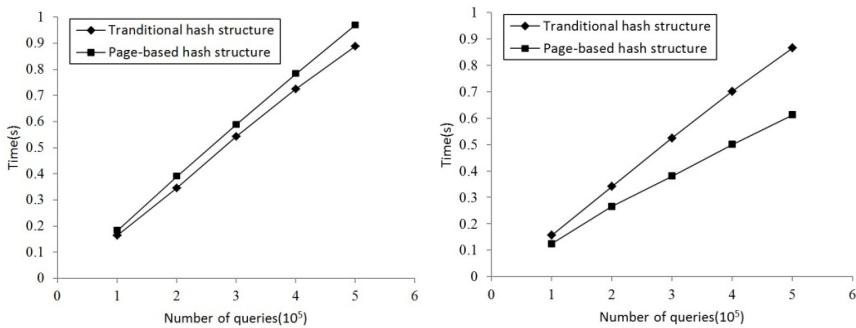 1
0.9
0.8
0.7
0.6
0.5
0.4
0.3
0.2
0.1
0
Time(s)
Tranditional hash structure
Page-based hash structure
0 1 2 3 4 5 6
Number of queries(10⁵)
1
0.9
0.8
0.7
0.6
0.5
0.4
0.3
0.2
0.1
0
Time(s)
Tranditional hash structure
Page-based hash structure
0 1 2 3 4 5 6
Number of queries(10⁵)